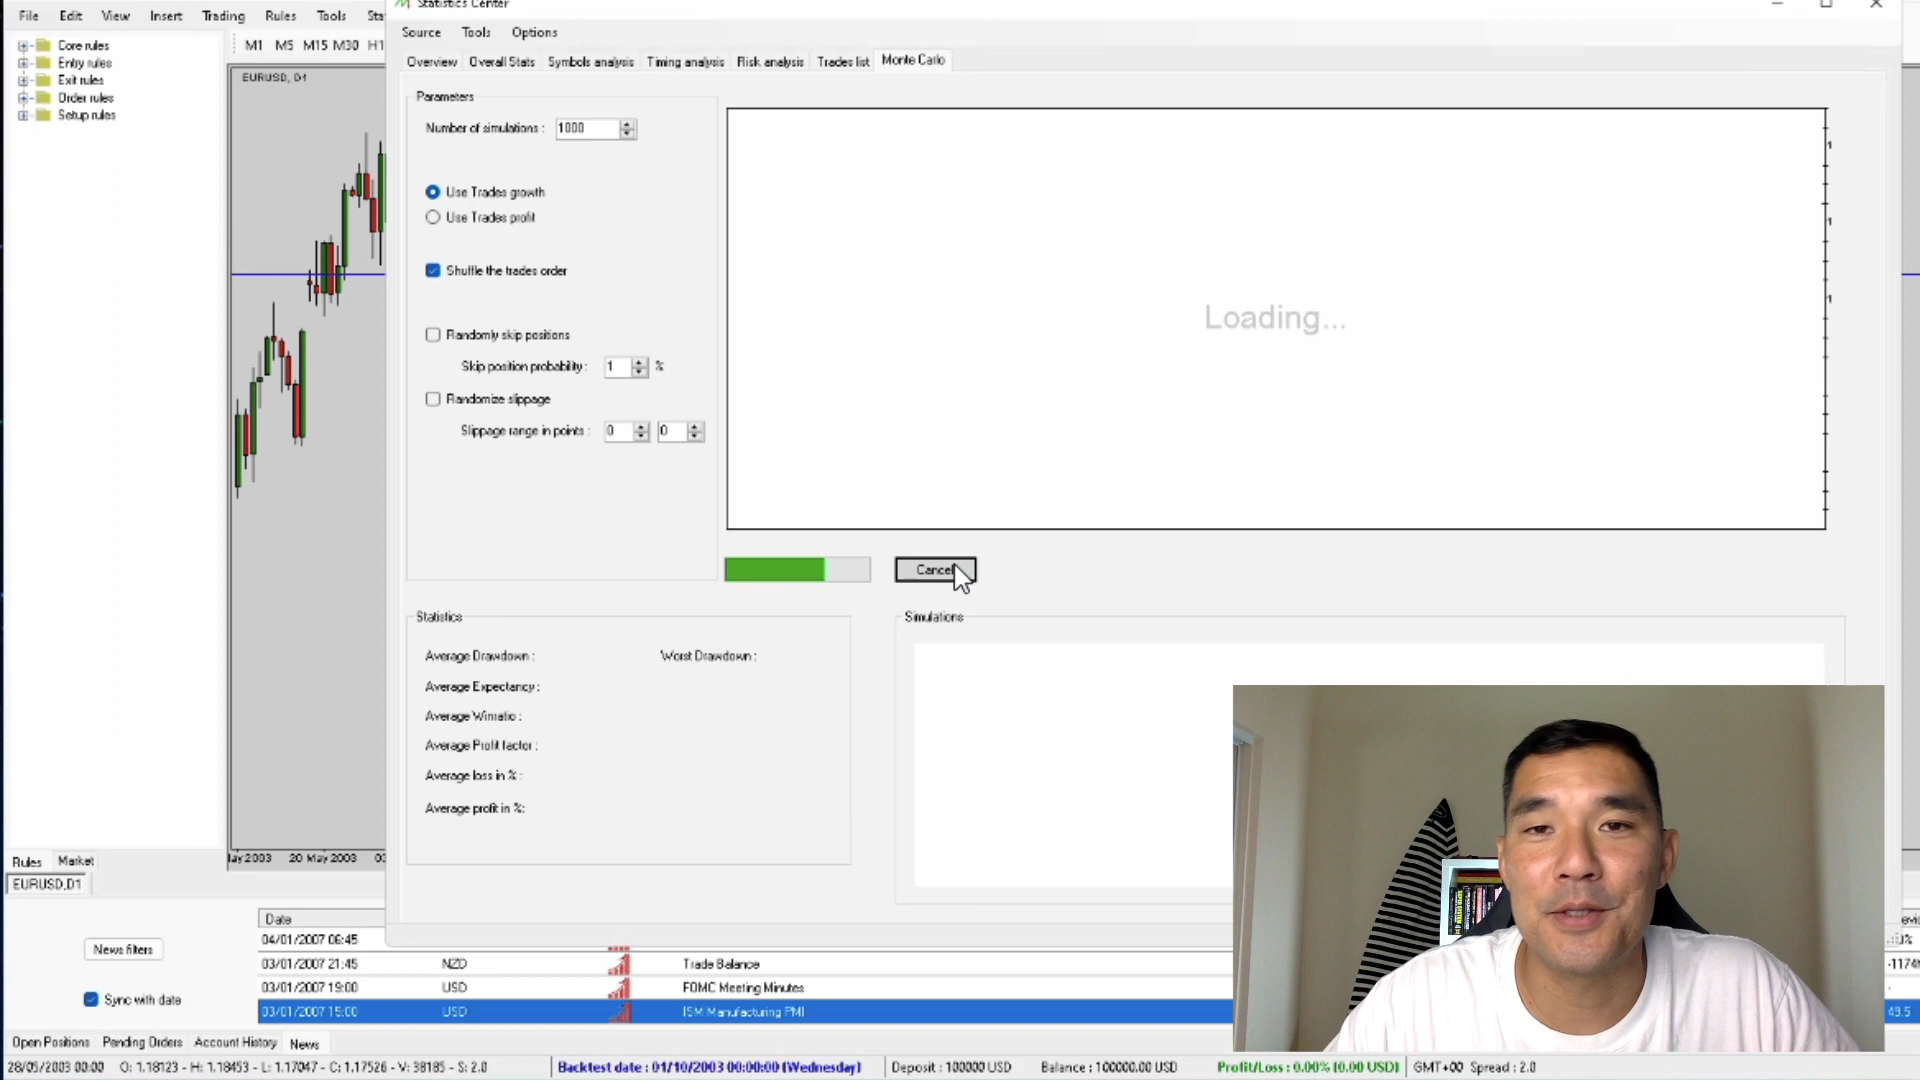 Statistics Center
File Edit View Insert Trading Rules Tools Sta
Source Tools Options
Core rules
Entry rules
Exit rules
Order rules
Setup rules
M1 M5 M15 M30 H1
EURUSD, D1
Overview Overall Stats Symbols analysis Timing analysis Risk analysis Trades list Monte Carlo
Parameters
Number of simulations : 1000
Use Trades growth
Use Trades profit
Shuffle the trades order
Randomly skip positions
Skip position probability : 1 %
Randomize slippage
Slippage range in points : 0 0
Loading...
Cancel
Statistics
Average Drawdown : Worst Drawdown :
Average Expectancy :
Average Winratio :
Average Profit factor :
Average loss in % :
Average profit in %:
Simulations
lay 2003 20 May 2003
Rules Market
EURUSD,D1
News filters
Sync with date
Date
04/01/2007 06:45
03/01/2007 21:45 NZD Trade Balance -1174
03/01/2007 19:00 USD FOMC Meeting Minutes
03/01/2007 15:00 USD ISM Manufacturing PMI 49.5
Open Positions Pending Orders Account History News
28/05/2003 00:00 O: 1.18123 - H: 1.18453 - L: 1.17047 - C: 1.17526 - V: 38185 - S: 2.0
Backtest date : 01/10/2003 00:00:00 (Wednesday) Deposit : 100000 USD Balance : 100000.00 USD Profit/Loss : 0.00% (0.00 USD) GMT+00 Spread : 2.0